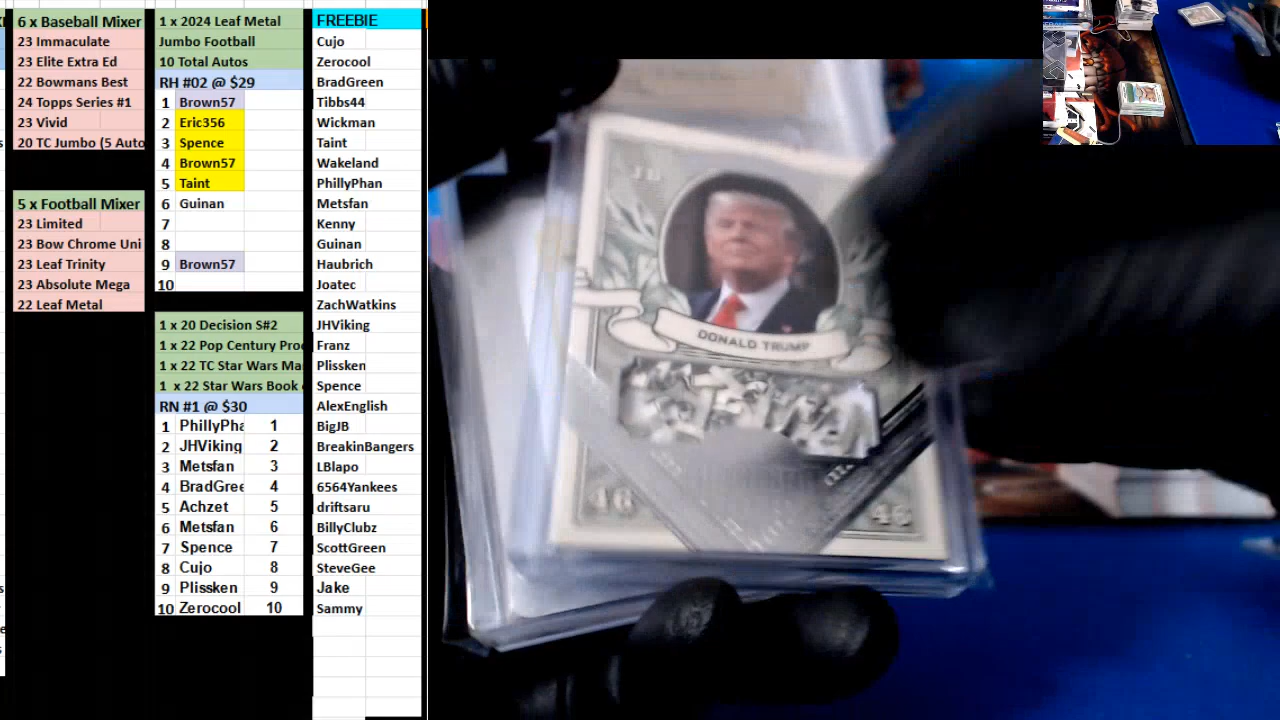 6 x Baseball Mixer
23 Immaculate
23 Elite Extra Ed
22 Bowmans Best
24 Topps Series #1
23 Vivid
20 TC Jumbo (5 Auto
5 x Football Mixer
23 Limited
23 Bow Chrome Uni
23 Leaf Trinity
23 Absolute Mega
22 Leaf Metal
1 x 2024 Leaf Metal
Jumbo Football
10 Total Autos
RH #02 @ $29
1 Brown57
2 Eric356
3 Spence
4 Brown57
5 Taint
6 Guinan
7
8
9 Brown57
10
1 x 20 Decision S#2
1 x 22 Pop Century Pro
1 x 22 TC Star Wars Ma
1 x 22 Star Wars Book
RN #1 @ $30
1 PhillyPha 1
2 JHViking 2
3 Metsfan 3
4 BradGree 4
5 Achzet 5
6 Metsfan 6
7 Spence 7
8 Cujo 8
9 Plissken 9
10 Zerocool 10
FREEBIE
Cujo
Zerocool
BradGreen
Tibbs44
Wickman
Taint
Wakeland
PhillyPhan
Metsfan
Kenny
Guinan
Haubrich
Joatec
ZachWatkins
JHViking
Franz
Plissken
Spence
AlexEnglish
BigJB
BreakinBangers
LBlapo
6564Yankees
driftsaru
BillyClubz
ScottGreen
SteveGee
Jake
Sammy
DONALD TRUMP